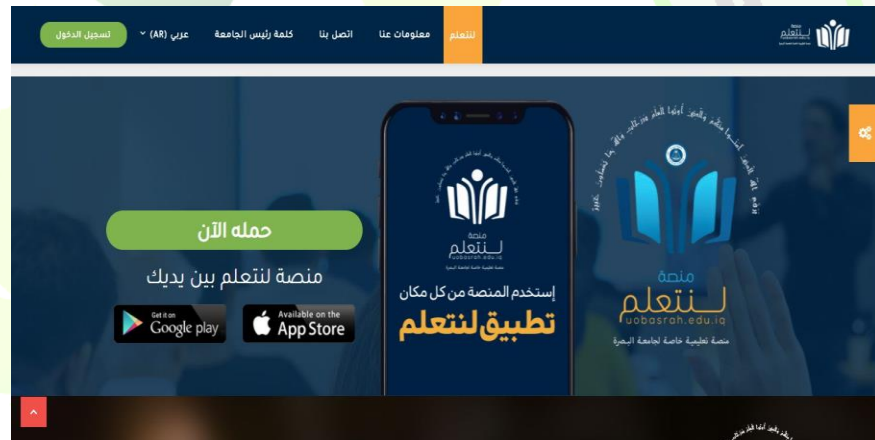 لنتعلم
معلومات عنا
اتصل بنا
كلمة رئيس الجامعة
عربي (AR)
تسجيل الدخول
منصة
لنتعلم
حمله الآن
منصة لنتعلم بين يديك
Get it on
Google play
Available on the
App Store
منصة
لنتعلم
uobasrah.edu.iq
إستخدم المنصة من كل مكان
تطبيق لنتعلم
منصة
لنتعلم
uobasrah.edu.iq
منصة تعليمية خاصة لجامعة البصرة